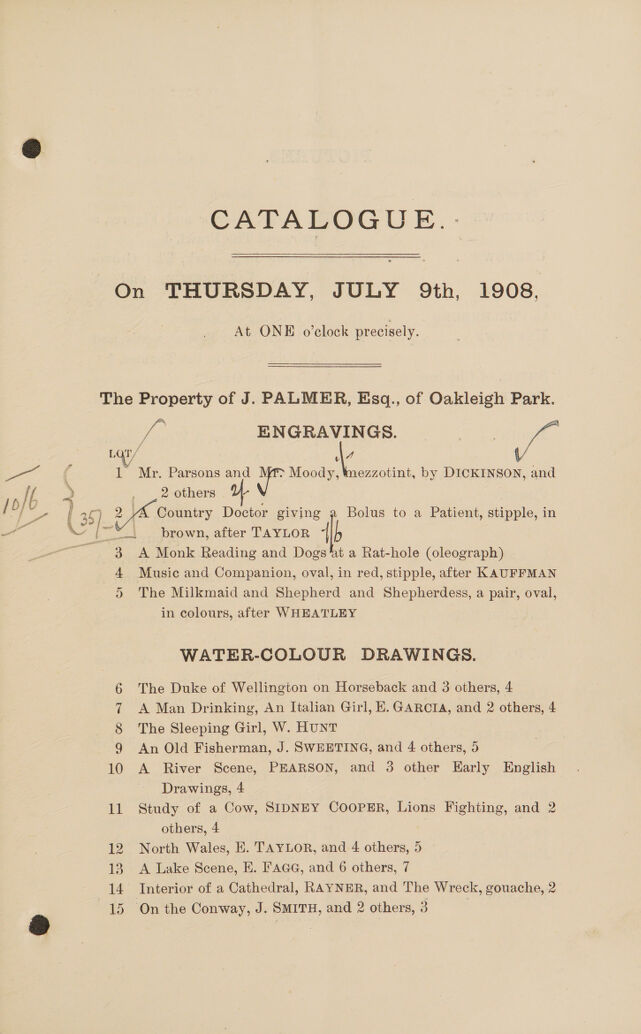 CATALOGUE.
On THURSDAY, JULY 9th, 1908,
At ONE o'clock precisely.
The Property of J. PALMER, Esq., of Oakleigh Park.
ENGRAVINGS.
LOT
1 Mr. Parsons and Mr. Moody, mezzotint, by DICKINSON, and
2 others
10/6
35/-
2 A Country Doctor giving a Bolus to a Patient, stipple, in
brown, after TAYLOR
3 A Monk Reading and Dogs at a Rat-hole (oleograph)
4 Music and Companion, oval, in red, stipple, after KAUFFMAN
5 The Milkmaid and Shepherd and Shepherdess, a pair, oval,
in colours, after WHEATLEY
WATER-COLOUR DRAWINGS.
6 The Duke of Wellington on Horseback and 3 others, 4
7 A Man Drinking, An Italian Girl, E. GARCIA, and 2 others, 4
8 The Sleeping Girl, W. HUNT
9 An Old Fisherman, J. SWEETING, and 4 others, 5
10 A River Scene, PEARSON, and 3 other Early English
Drawings, 4
11 Study of a Cow, SIDNEY COOPER, Lions Fighting, and 2
others, 4
12 North Wales, E. TAYLOR, and 4 others, 5
13 A Lake Scene, E. FAGG, and 6 others, 7
14 Interior of a Cathedral, RAYNER, and The Wreck, gouache, 2
15 On the Conway, J. SMITH, and 2 others, 3